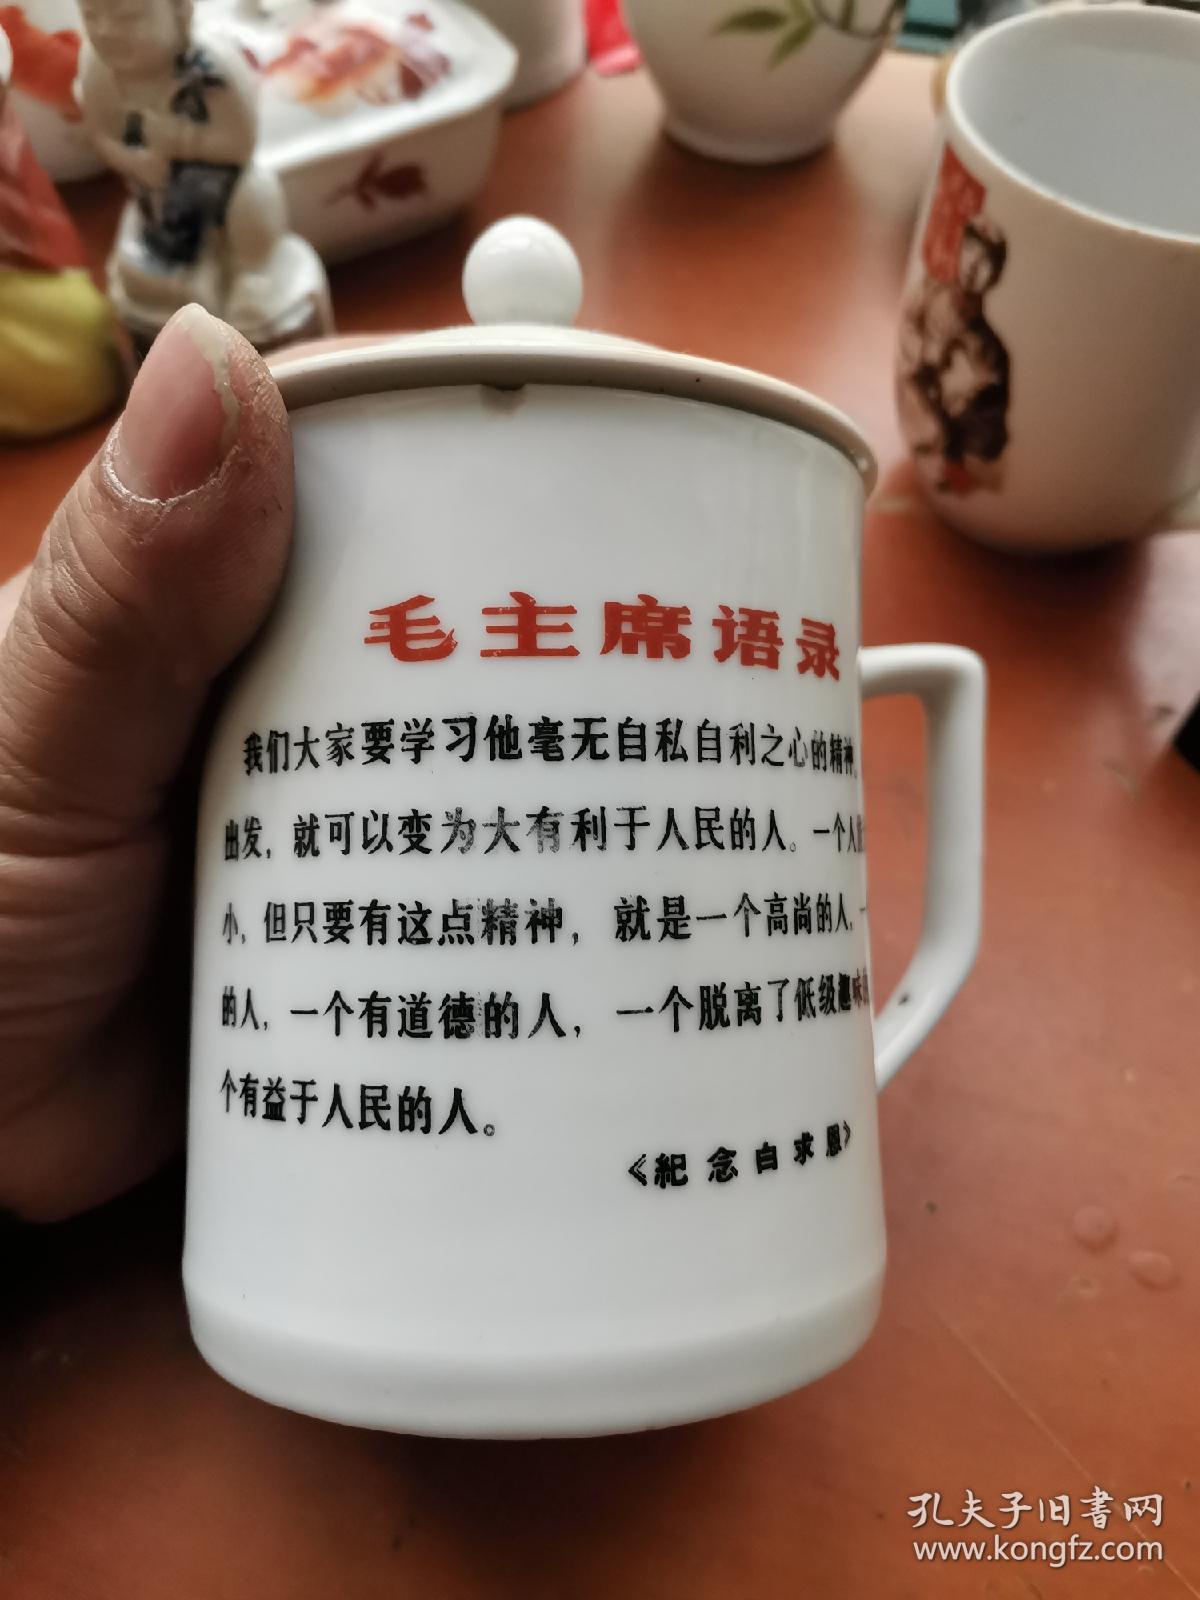 毛主席语录
我们大家要学习他毫无自私自利之心的精神
出发，就可以变为大有利于人民的人。一个人
小，但只要有这点精神，就是一个高尚的人，一
的人，一个有道德的人，一个脱离了低级趣味
个有益于人民的人。
《紀念白求恩》
孔夫子旧書网
www.kongfz.com